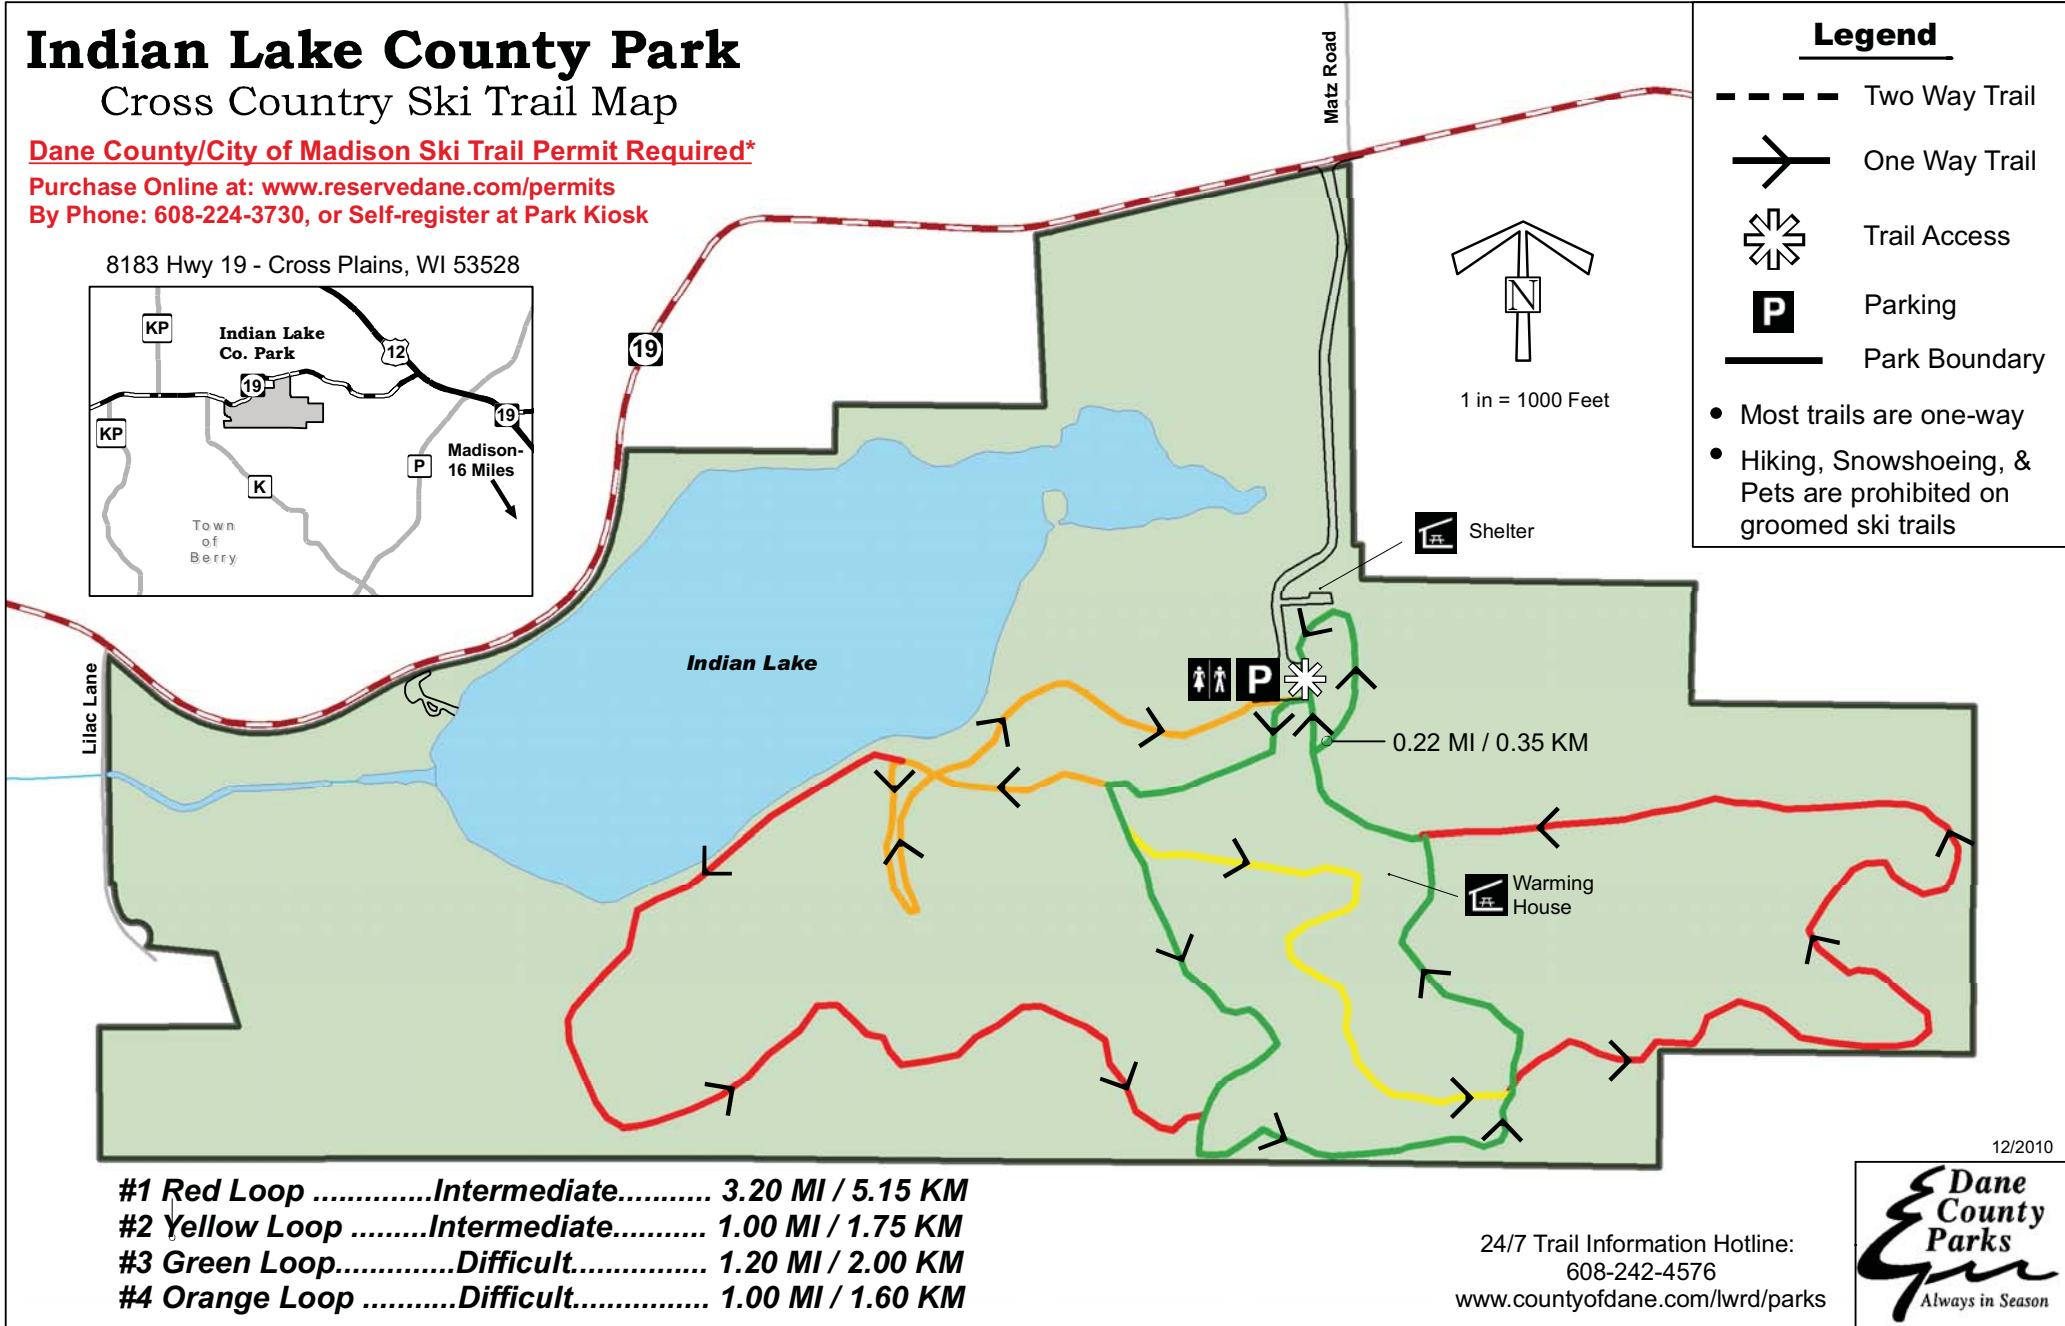 Indian Lake County Park
Cross Country Ski Trail Map
Dane County/City of Madison Ski Trail Permit Required*
Purchase Online at: www.reservedane.com/permits
By Phone: 608-224-3730, or Self-register at Park Kiosk
8183 Hwy 19 - Cross Plains, WI 53528
KP
Indian Lake
Co. Park
12
19
19
KP
Madison-
16 Miles
P
K
Town
of
Berry
19
Matz Road
N
1 in = 1000 Feet
Legend
Two Way Trail
One Way Trail
Trail Access
P
Parking
Park Boundary
• Most trails are one-way
• Hiking, Snowshoeing, &
Pets are prohibited on
groomed ski trails
Shelter
Indian Lake
P
Lilac Lane
0.22 MI / 0.35 KM
Warming
House
12/2010
#1 Red Loop ..............Intermediate........... 3.20 MI / 5.15 KM
#2 Yellow Loop .........Intermediate........... 1.00 MI / 1.75 KM
#3 Green Loop..............Difficult................ 1.20 MI / 2.00 KM
#4 Orange Loop ...........Difficult................ 1.00 MI / 1.60 KM
24/7 Trail Information Hotline:
608-242-4576
www.countyofdane.com/lwrd/parks
Dane
County
Parks
Always in Season